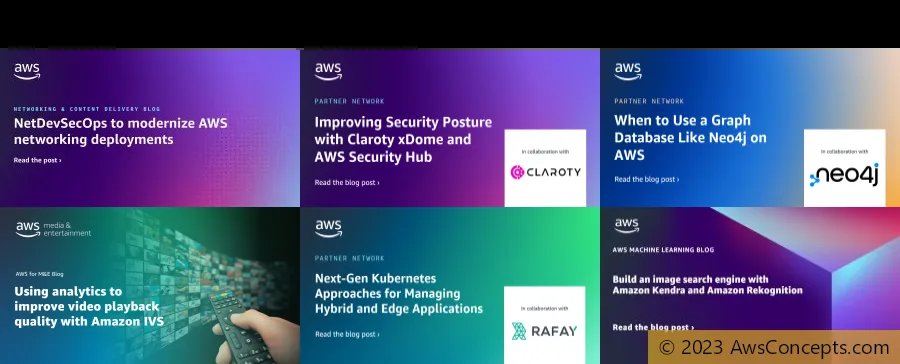 aws
NETWORKING & CONTENT DELIVERY BLOG
NetDevSecOps to modernize AWS
networking deployments
Read the post ›
aws
PARTNER NETWORK
Improving Security Posture
with Claroty xDome and
AWS Security Hub
Read the blog post ›
In collaboration with
CLAROTY
aws
PARTNER NETWORK
When to Use a Graph
Database Like Neo4j on
AWS
Read the blog post ›
In collaboration with
neo4j
aws media &
entertainment
AWS for M&E Blog
Using analytics to
improve video playback
quality with Amazon IVS
aws
PARTNER NETWORK
Next-Gen Kubernetes
Approaches for Managing
Hybrid and Edge Applications
Read the blog post ›
In collaboration with
RAFAY
aws
AWS MACHINE LEARNING BLOG
Build an image search engine with
Amazon Kendra and Amazon Rekognition
Read the blog post ›
© 2023 AwsConcepts.com